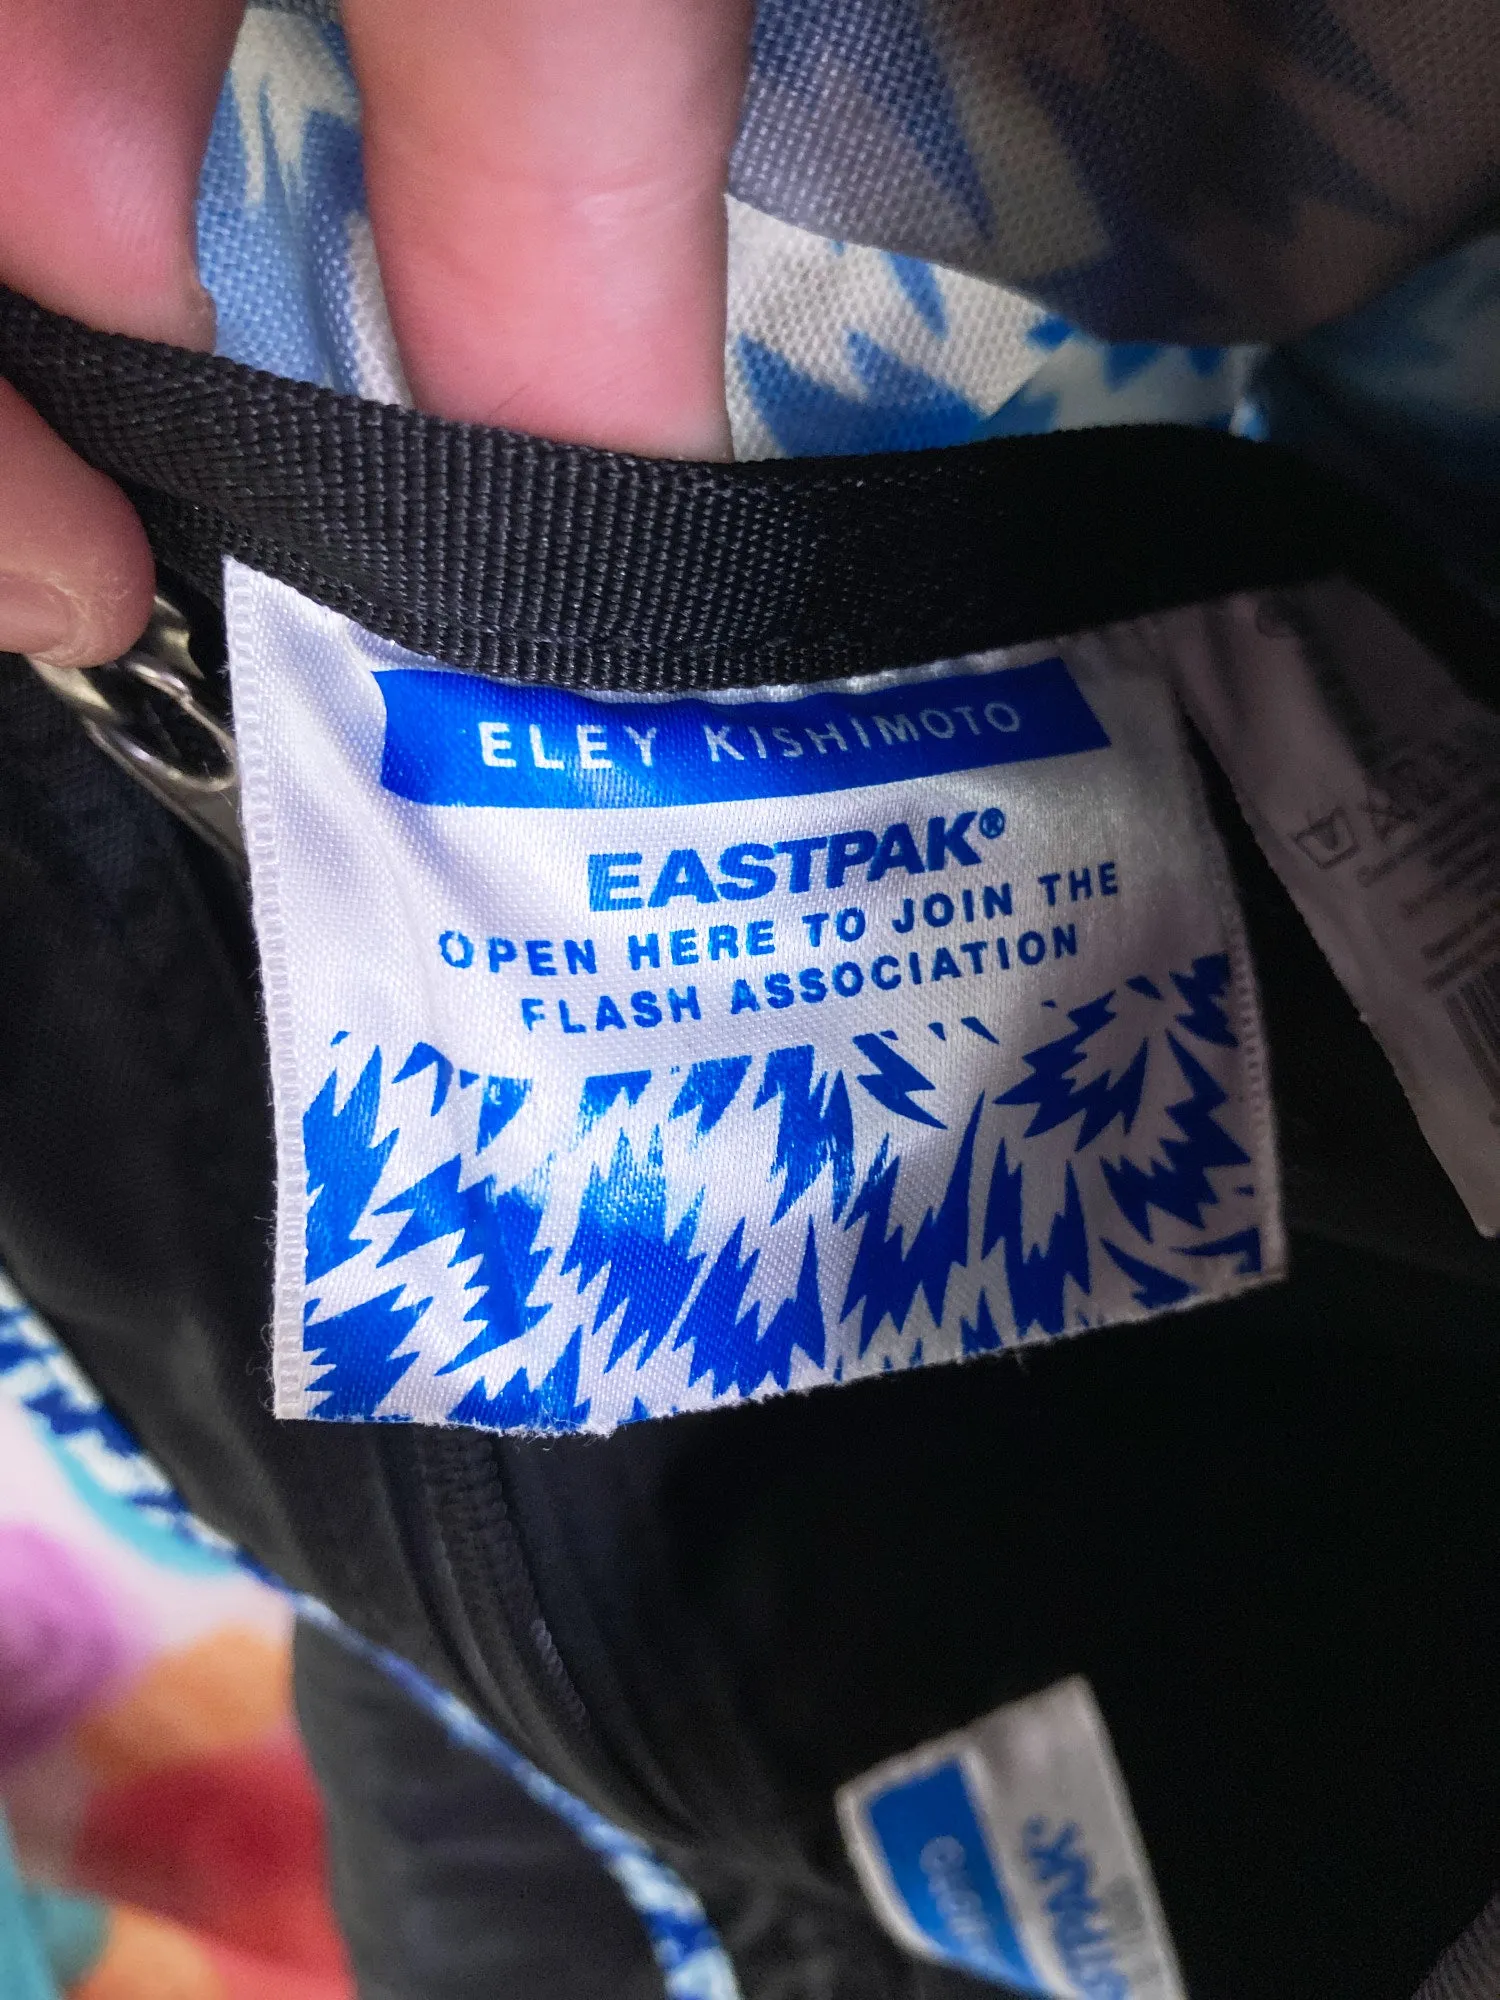 ELEY KISHIMOTO
EASTPAK®
OPEN HERE TO JOIN THE
FLASH ASSOCIATION